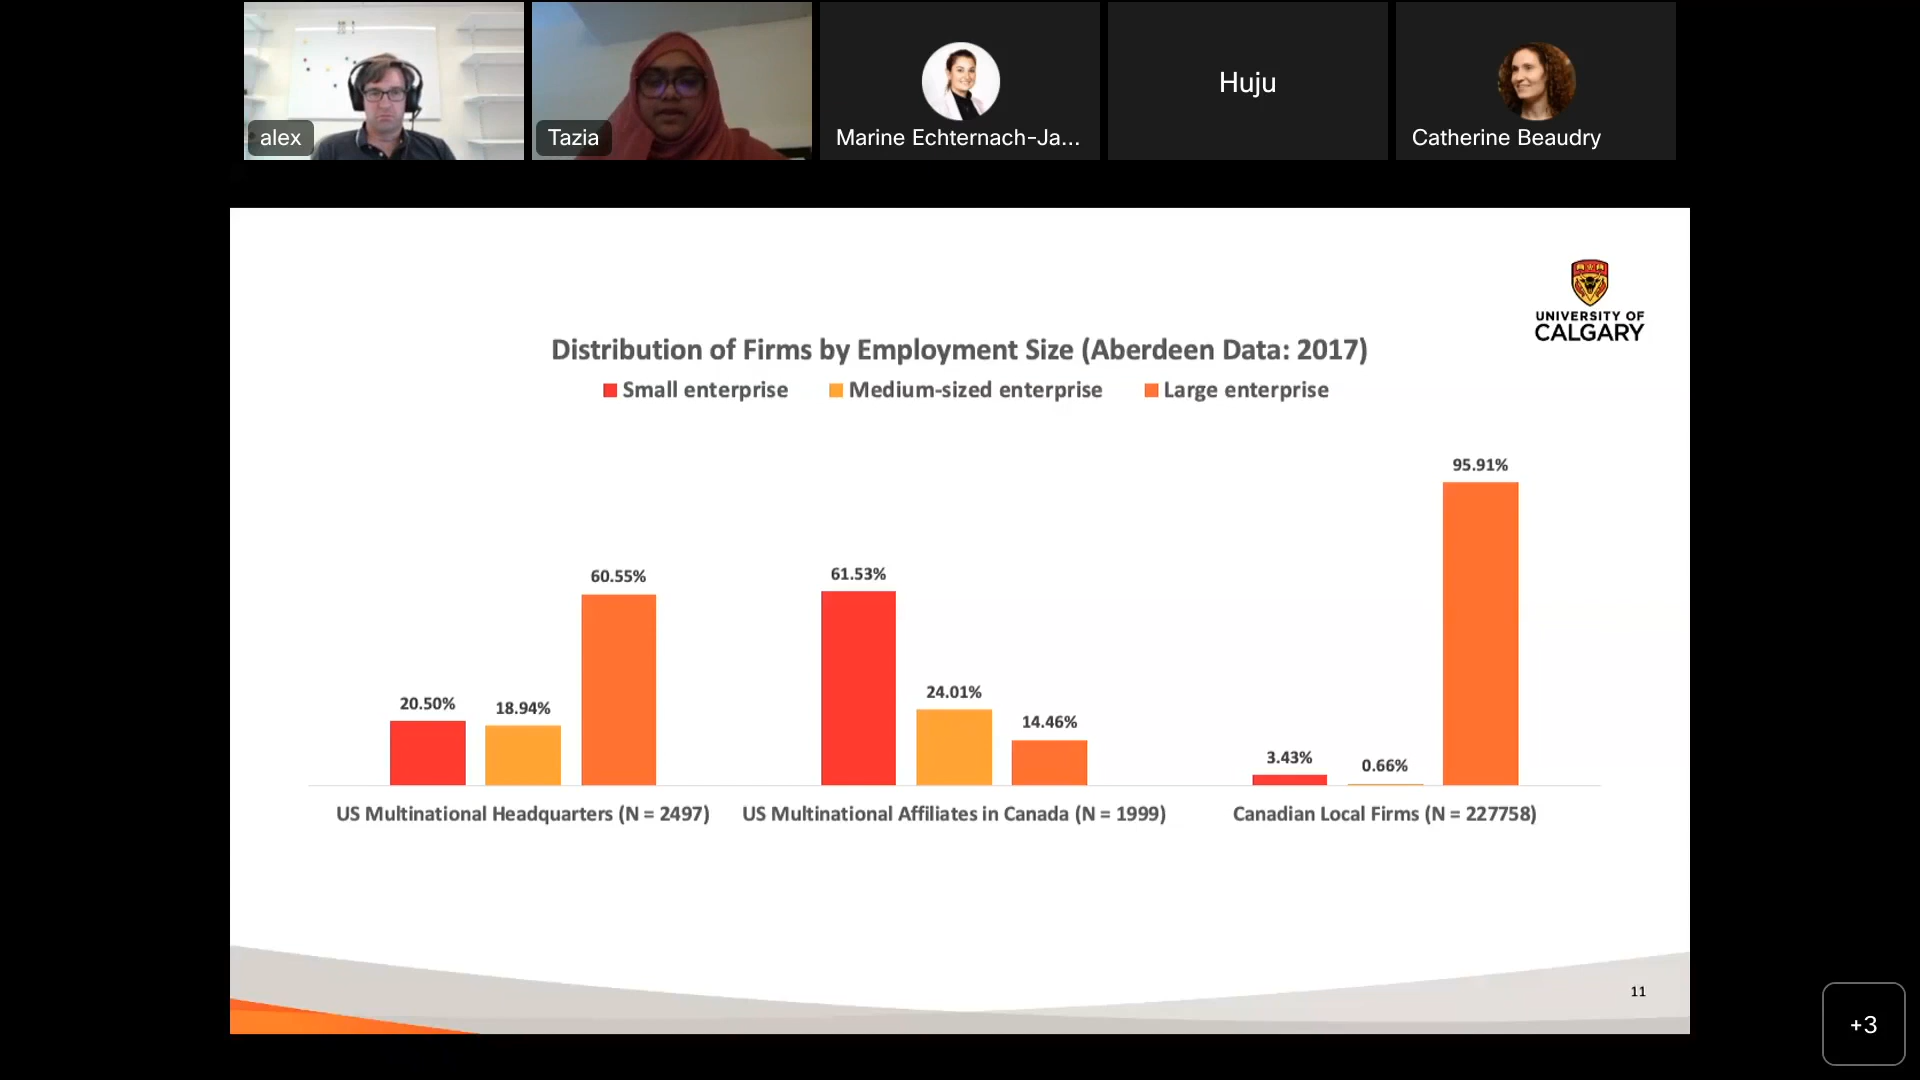 alex
Tazia
Marine Echternach-Ja...
Huju
Catherine Beaudry
UNIVERSITY OF
CALGARY
Distribution of Firms by Employment Size (Aberdeen Data: 2017)
Small enterprise Medium-sized enterprise Large enterprise
95.91%
60.55%
61.53%
20.50%
18.94%
24.01%
14.46%
3.43%
0.66%
US Multinational Headquarters (N = 2497)
US Multinational Affiliates in Canada (N = 1999)
Canadian Local Firms (N = 227758)
11
+3